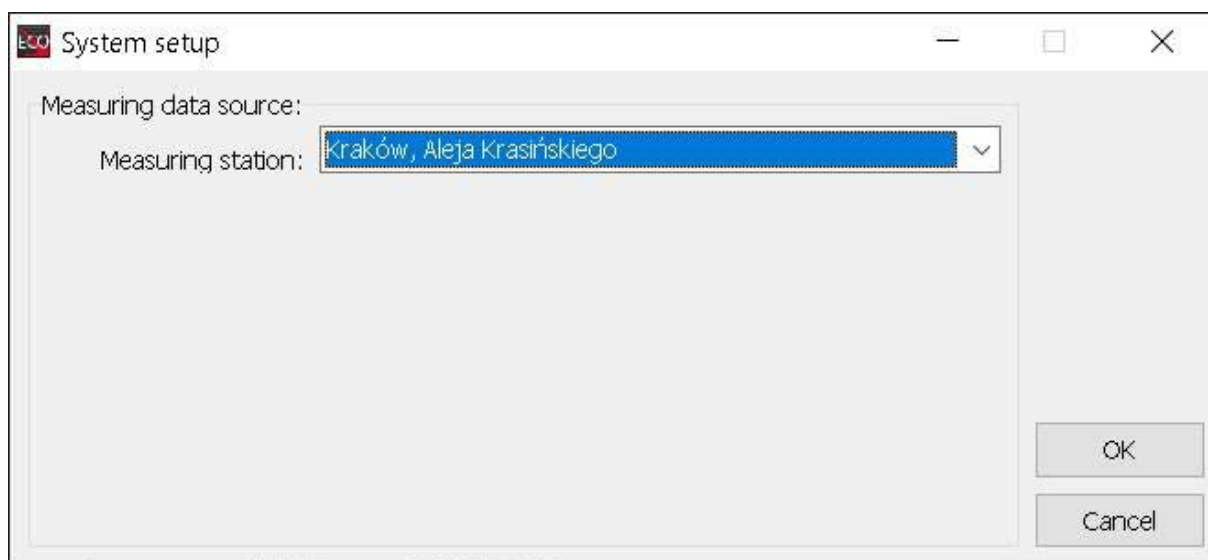 ECO System setup
Measuring data source:
Measuring station: Kraków, Aleja Krasińskiego
OK
Cancel